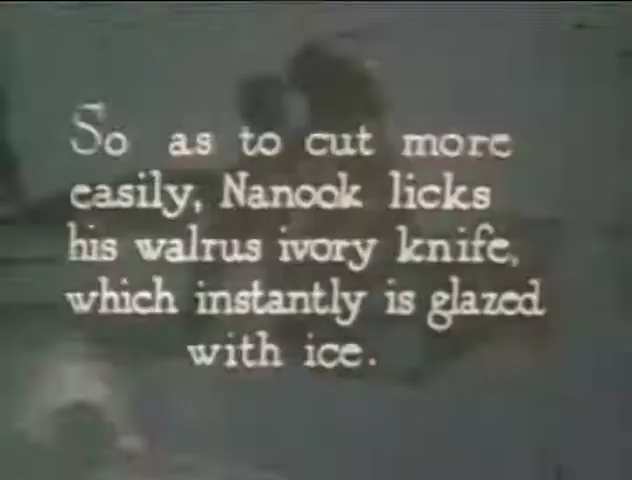 So as to cut more
easily, Nanook licks
his walrus ivory knife,
which instantly is glazed
with ice.